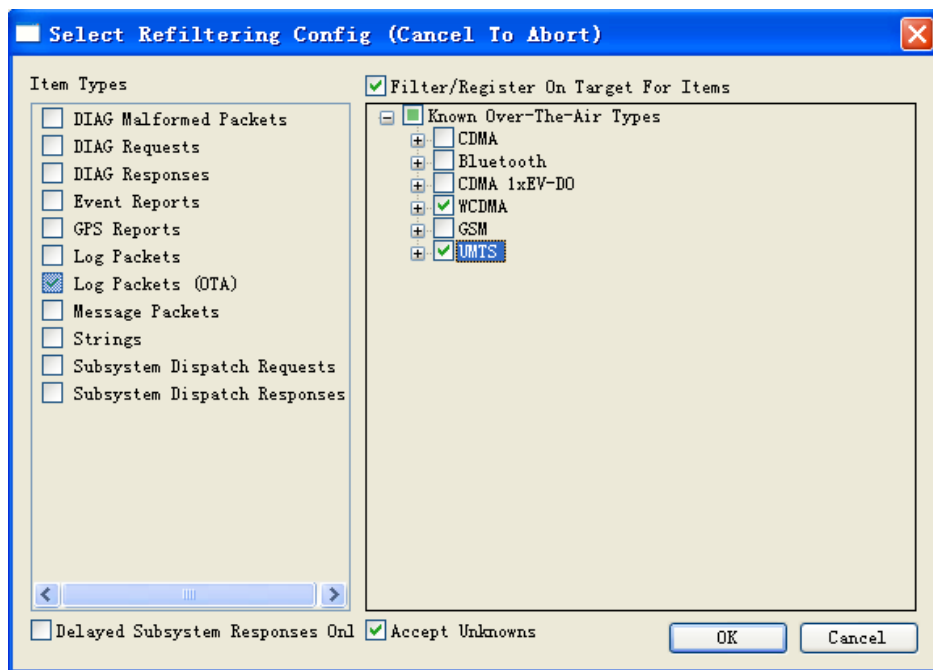 Select Refiltering Config (Cancel To Abort)
Item Types
DIAG Malformed Packets
DIAG Requests
DIAG Responses
Event Reports
GPS Reports
Log Packets
Log Packets (OTA)
Message Packets
Strings
Subsystem Dispatch Requests
Subsystem Dispatch Responses
Filter/Register On Target For Items
Known Over-The-Air Types
CDMA
Bluetooth
CDMA 1xEV-DO
WCDMA
GSM
UMTS
Delayed Subsystem Responses Onl
Accept Unknowns
OK
Cancel